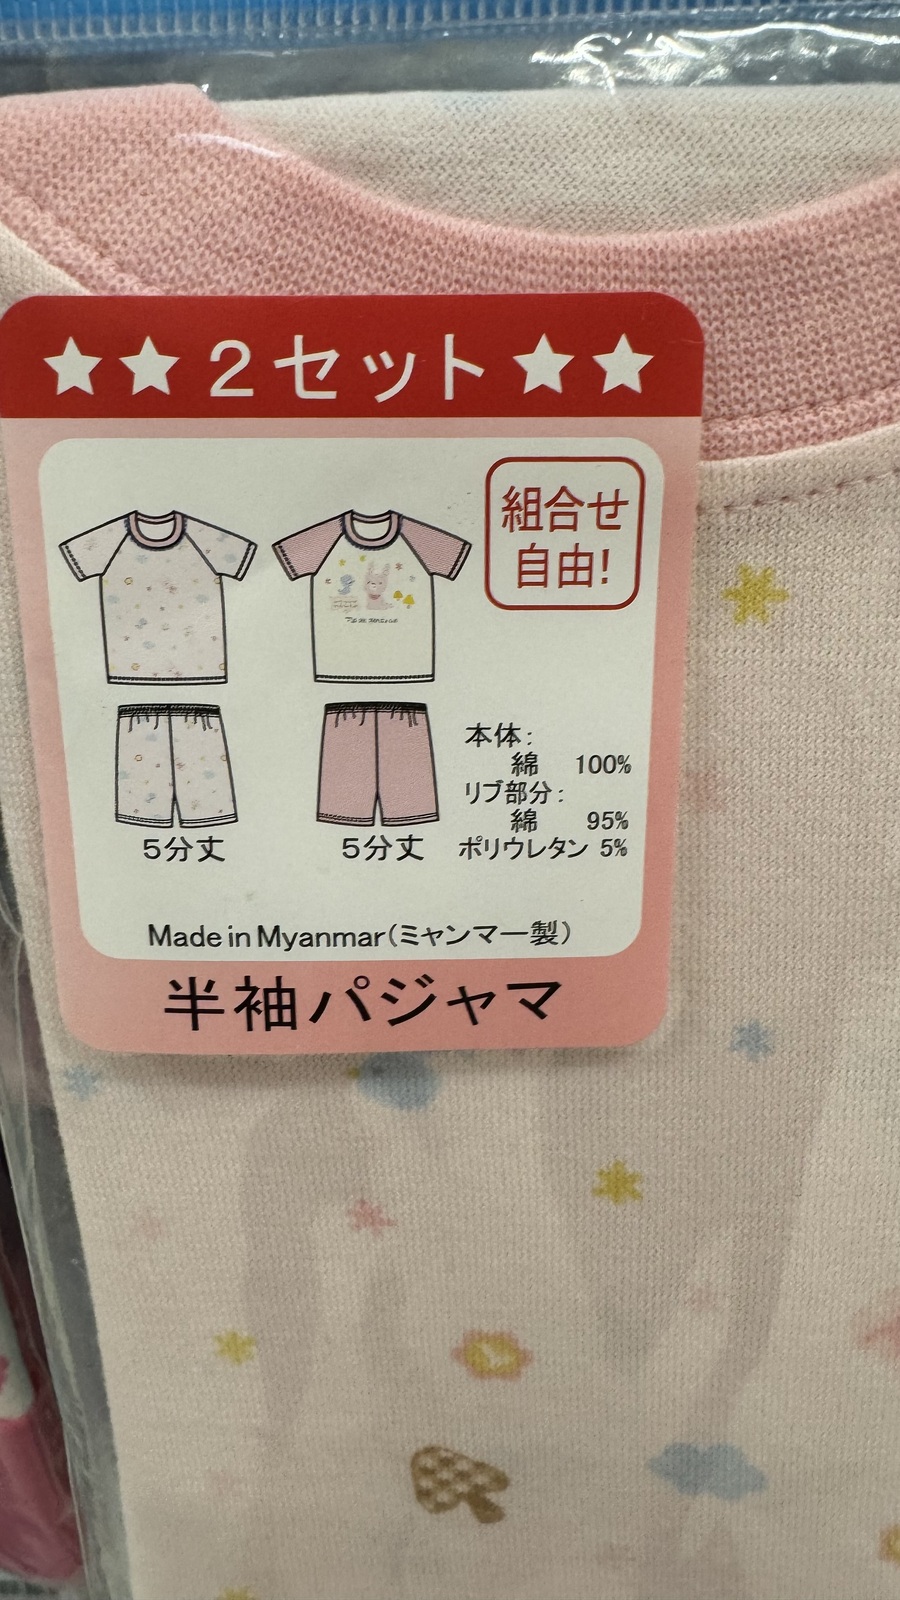 ★★2セット★★
組合せ
自由!
本体:
綿 100%
リブ部分:
綿 95%
ポリウレタン 5%
5分丈 5分丈
Made in Myanmar(ミャンマー製)
半袖パジャマ